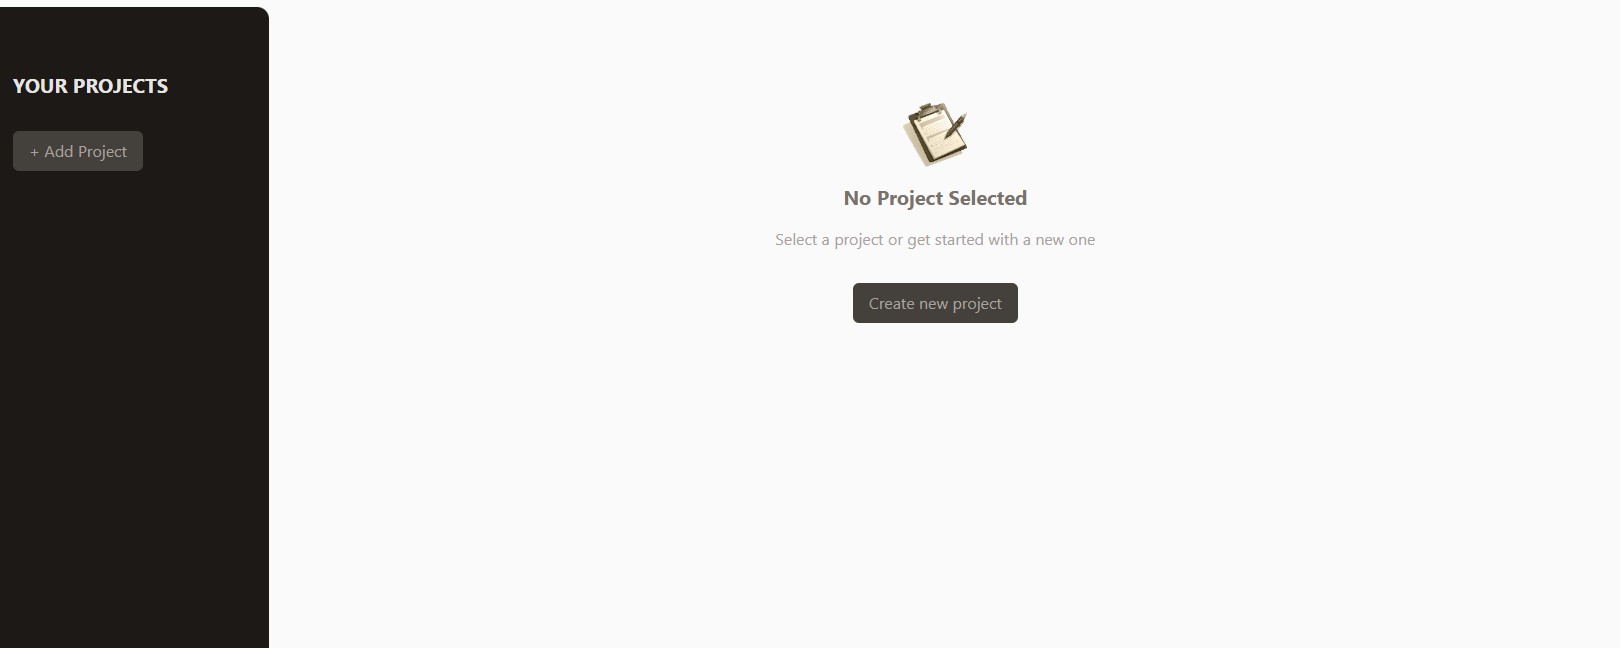 YOUR PROJECTS
+ Add Project
No Project Selected
Select a project or get started with a new one
Create new project